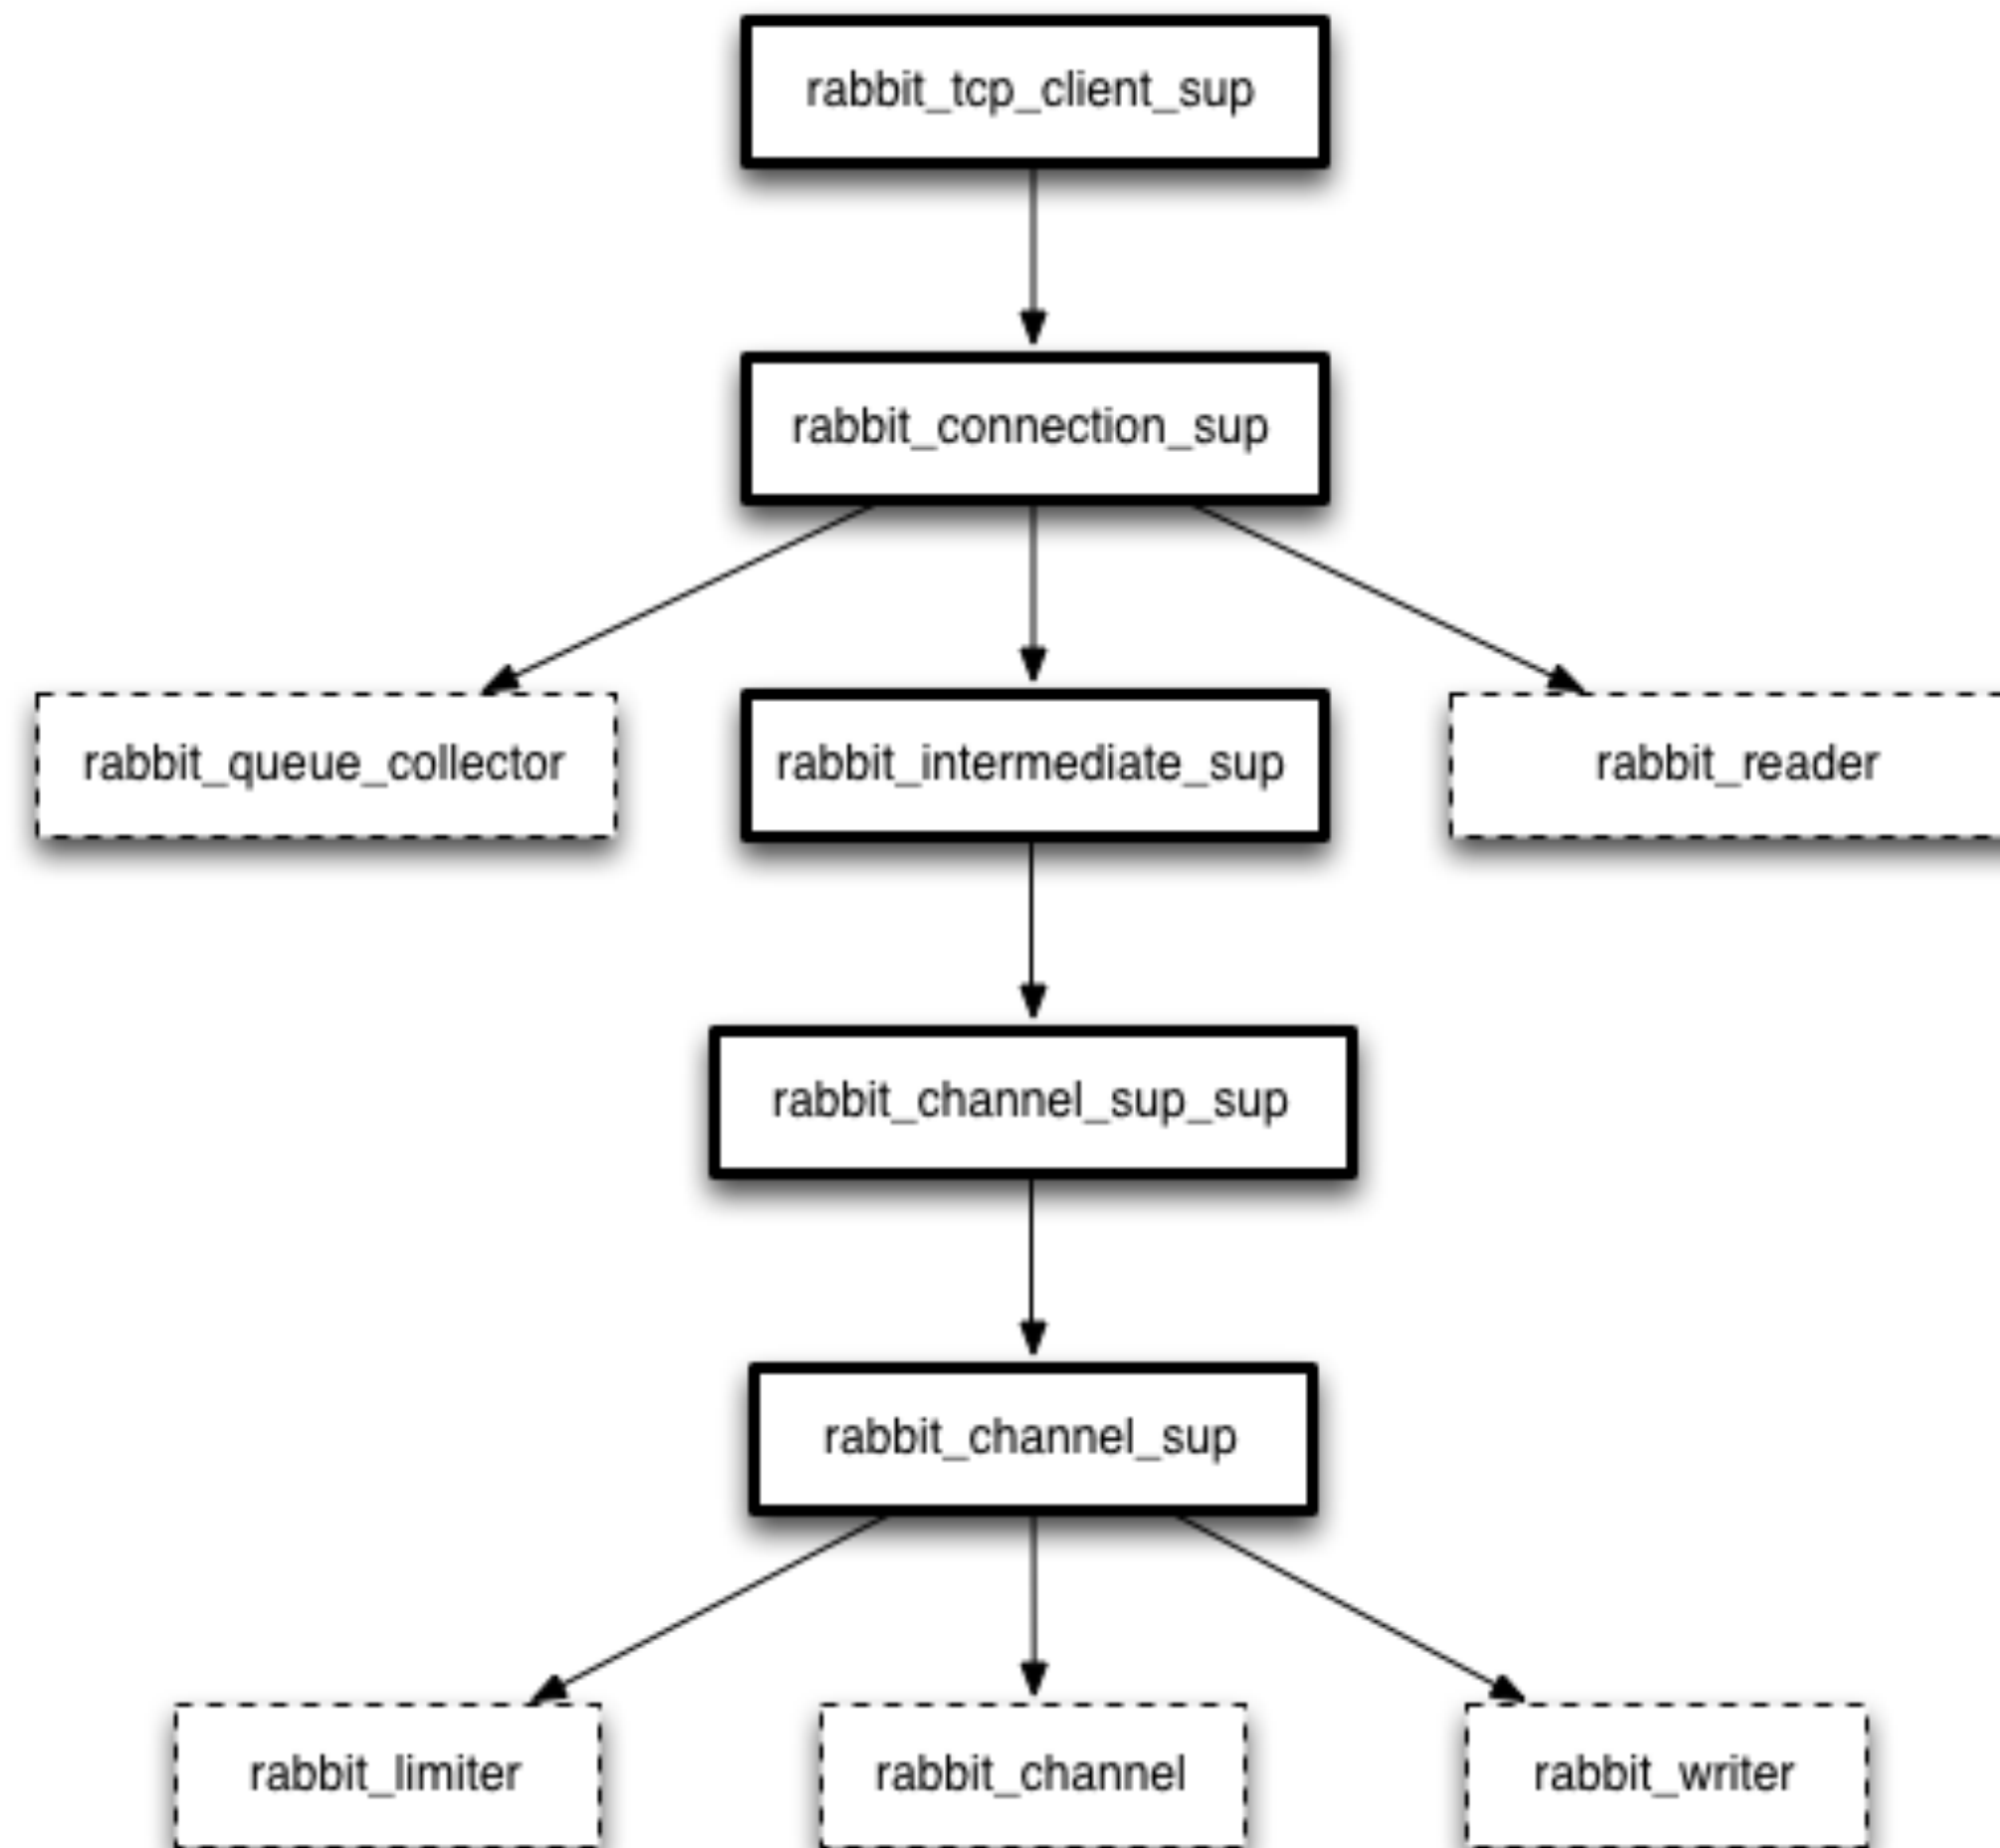 rabbit_tcp_client_sup
rabbit_connection_sup
rabbit_queue_collector
rabbit_intermediate_sup
rabbit_reader
rabbit_channel_sup_sup
rabbit_channel_sup
rabbit_limiter
rabbit_channel
rabbit_writer